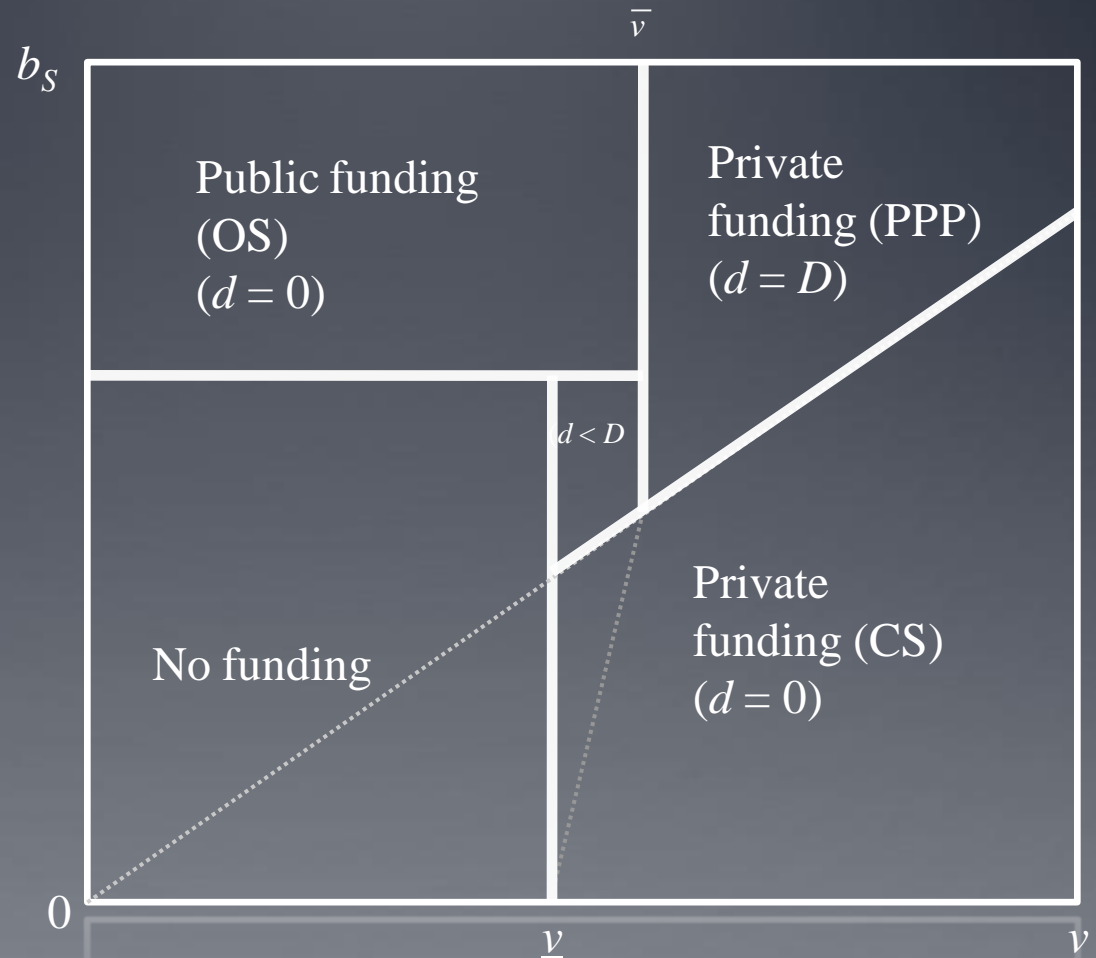 v̅
b_S
Public funding
(OS)
(d = 0)
Private
funding (PPP)
(d = D)
d < D
Private
funding (CS)
(d = 0)
No funding
0
v̲
v